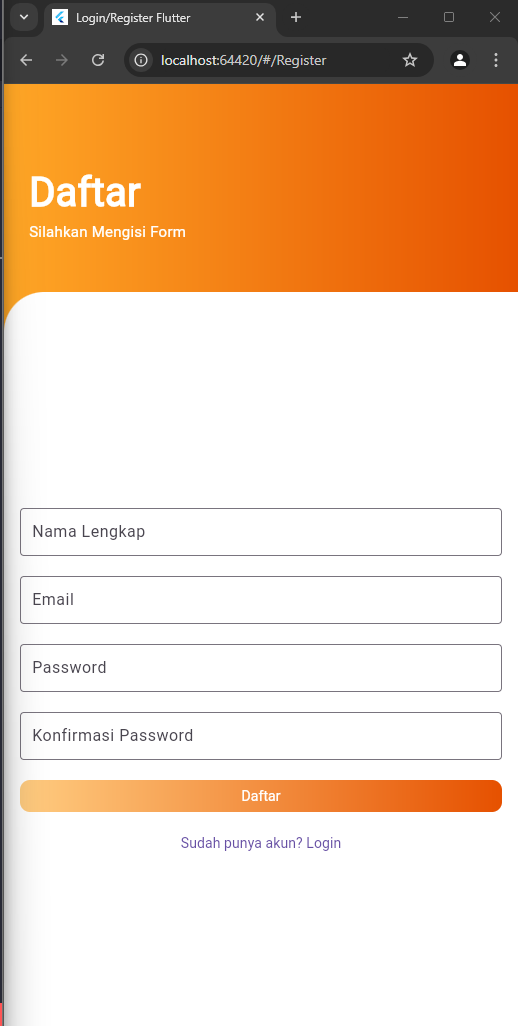 Login/Register Flutter
localhost:64420/#/Register
Daftar
Silahkan Mengisi Form
Nama Lengkap
Email
Password
Konfirmasi Password
Daftar
Sudah punya akun? Login